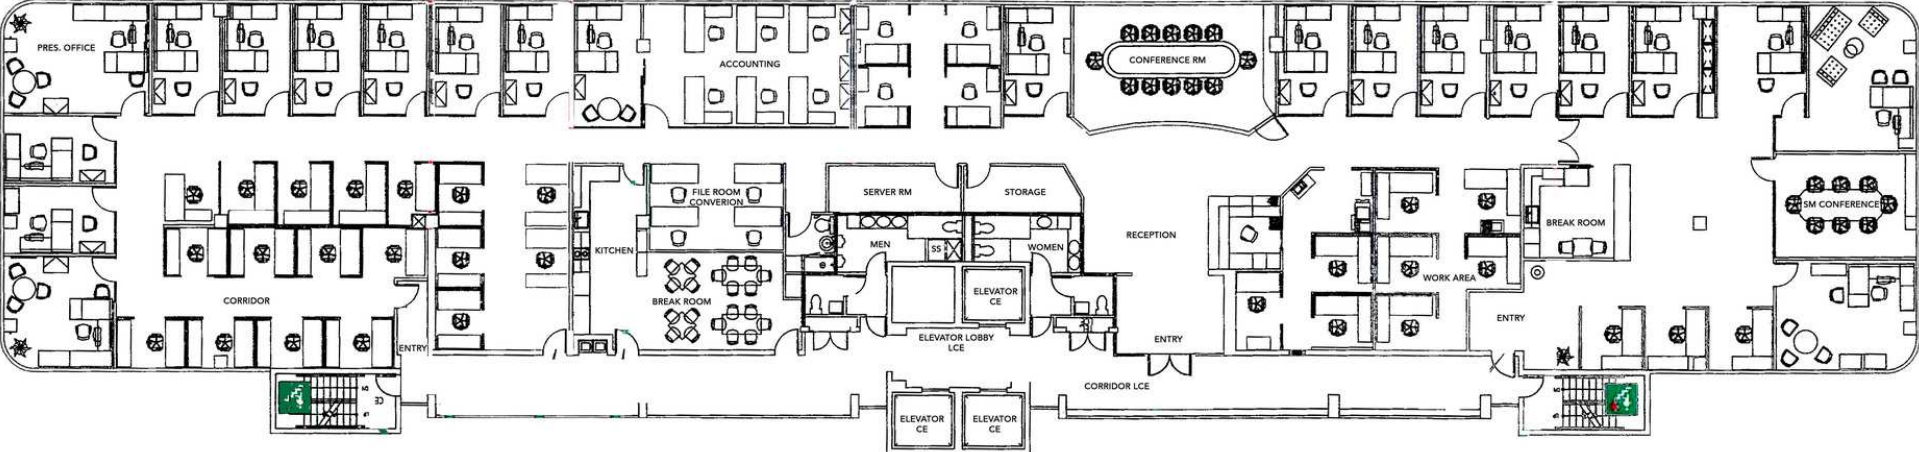 PRES. OFFICE
ACCOUNTING
CONFERENCE RM
FILE ROOM
CONVERION
SERVER RM
STORAGE
SM CONFERENCE
BREAK ROOM
KITCHEN
MEN
SS
WOMEN
RECEPTION
WORK AREA
CORRIDOR
BREAK ROOM
ELEVATOR
CE
ENTRY
ENTRY
ELEVATOR LOBBY
LCE
ENTRY
CORRIDOR LCE
CE
ELEVATOR
CE
ELEVATOR
CE